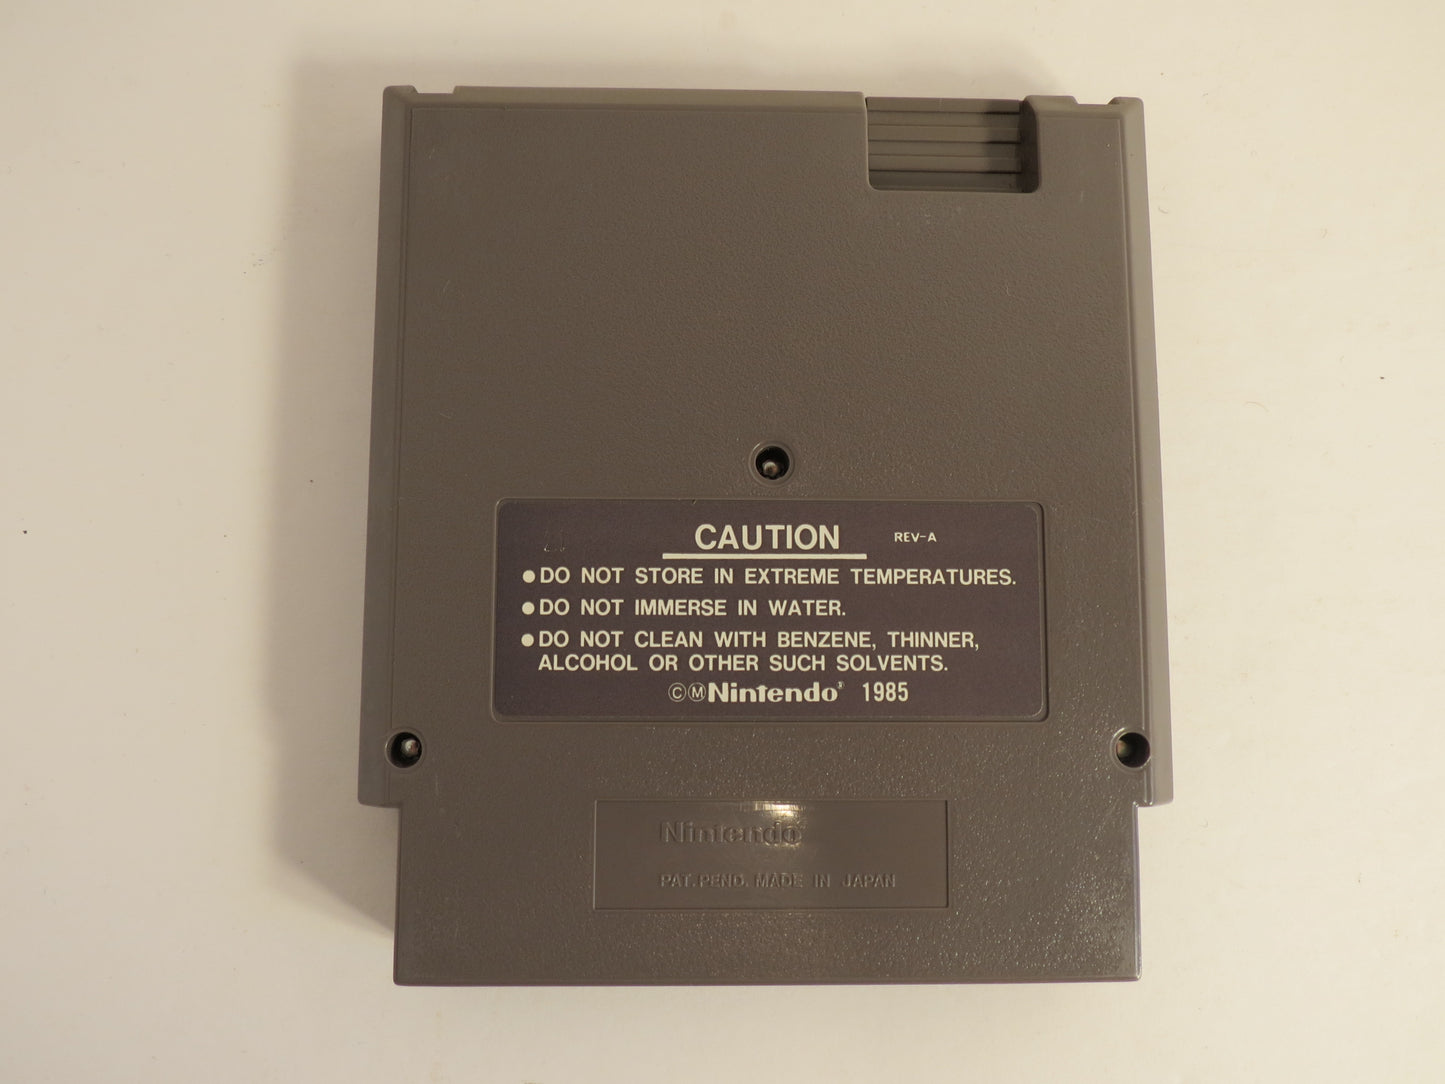 CAUTION REV-A
●DO NOT STORE IN EXTREME TEMPERATURES.
●DO NOT IMMERSE IN WATER.
●DO NOT CLEAN WITH BENZENE, THINNER,
ALCOHOL OR OTHER SUCH SOLVENTS.
©ⓂNintendo® 1985
Nintendo
PAT. PEND. MADE IN JAPAN